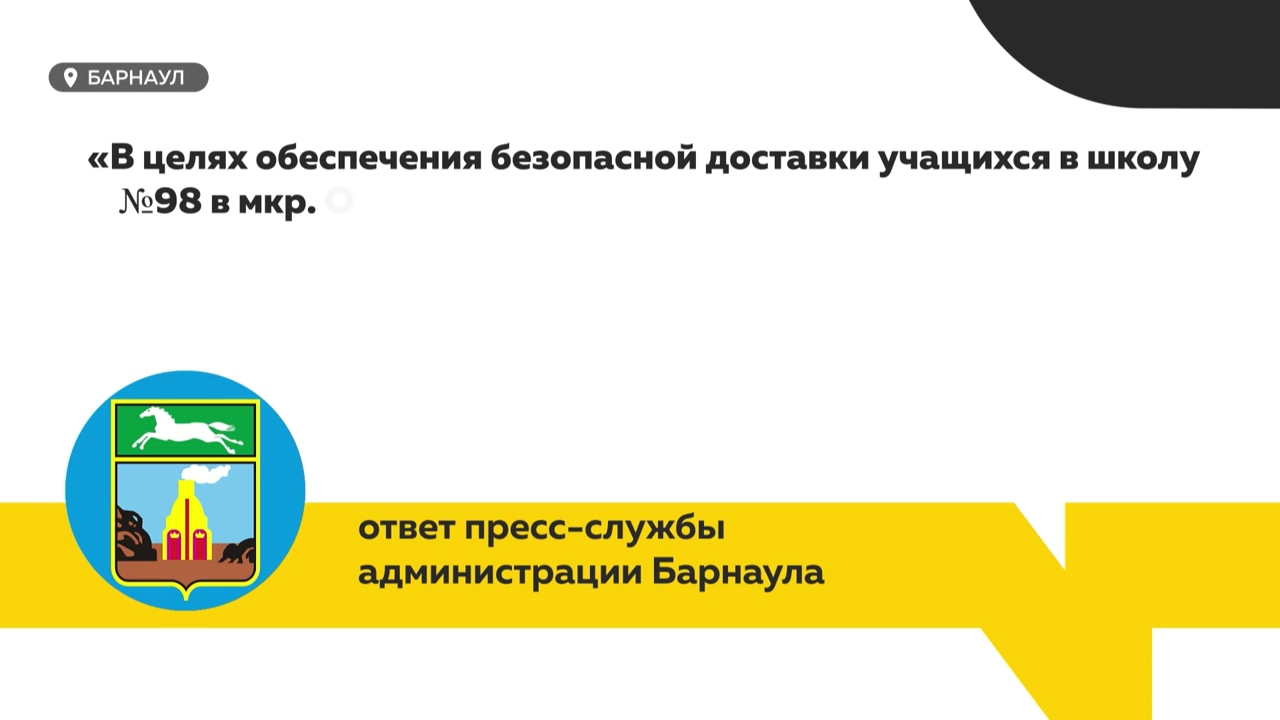 БАРНАУЛ
«В целях обеспечения безопасной доставки учащихся в школу
№98 в мкр. О
ответ пресс-службы
администрации Барнаула